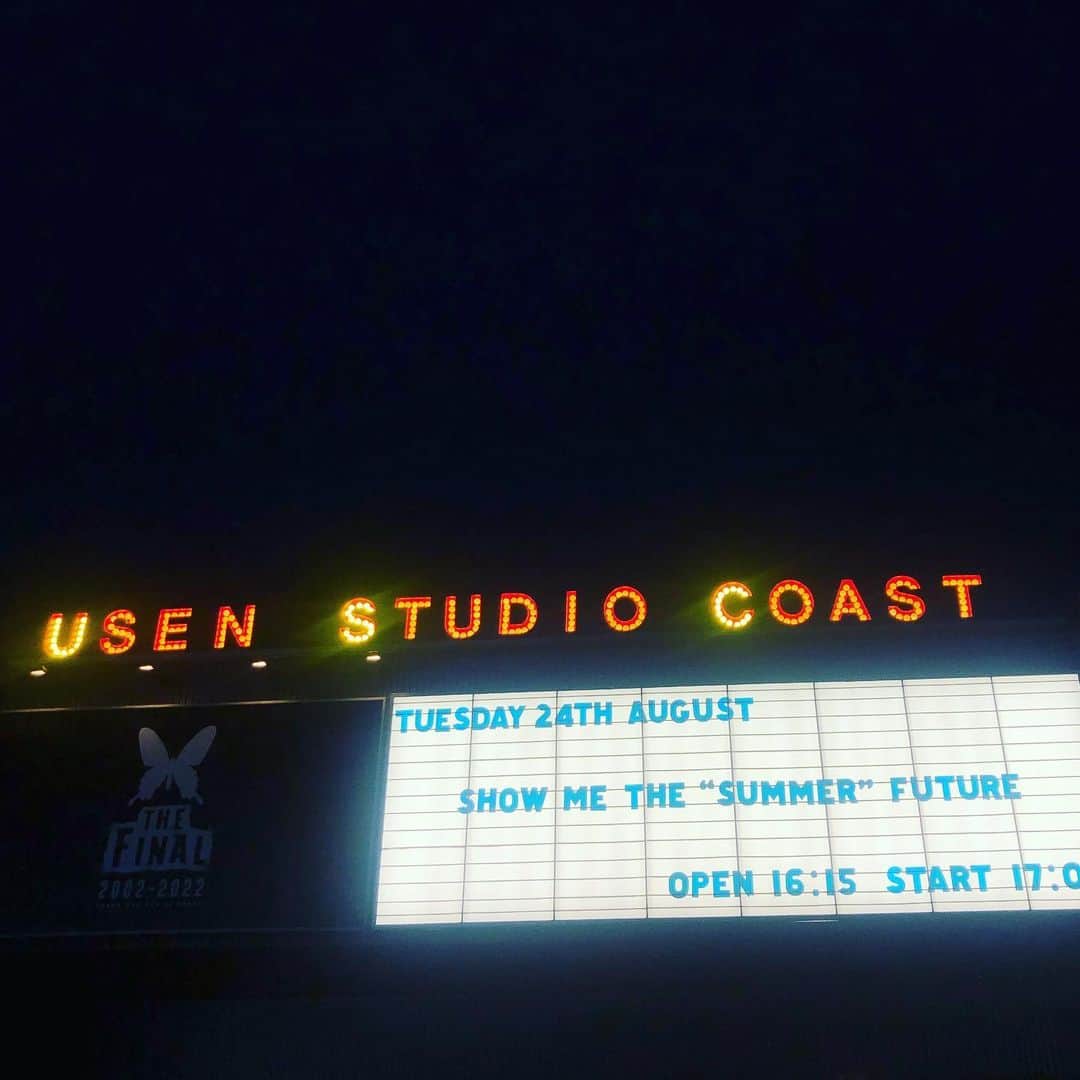 USEN STUDIO COAST
TUESDAY 24TH AUGUST
SHOW ME THE “SUMMER” FUTURE
OPEN 16:15 START 17:0
THE
FINAL
2002-2022